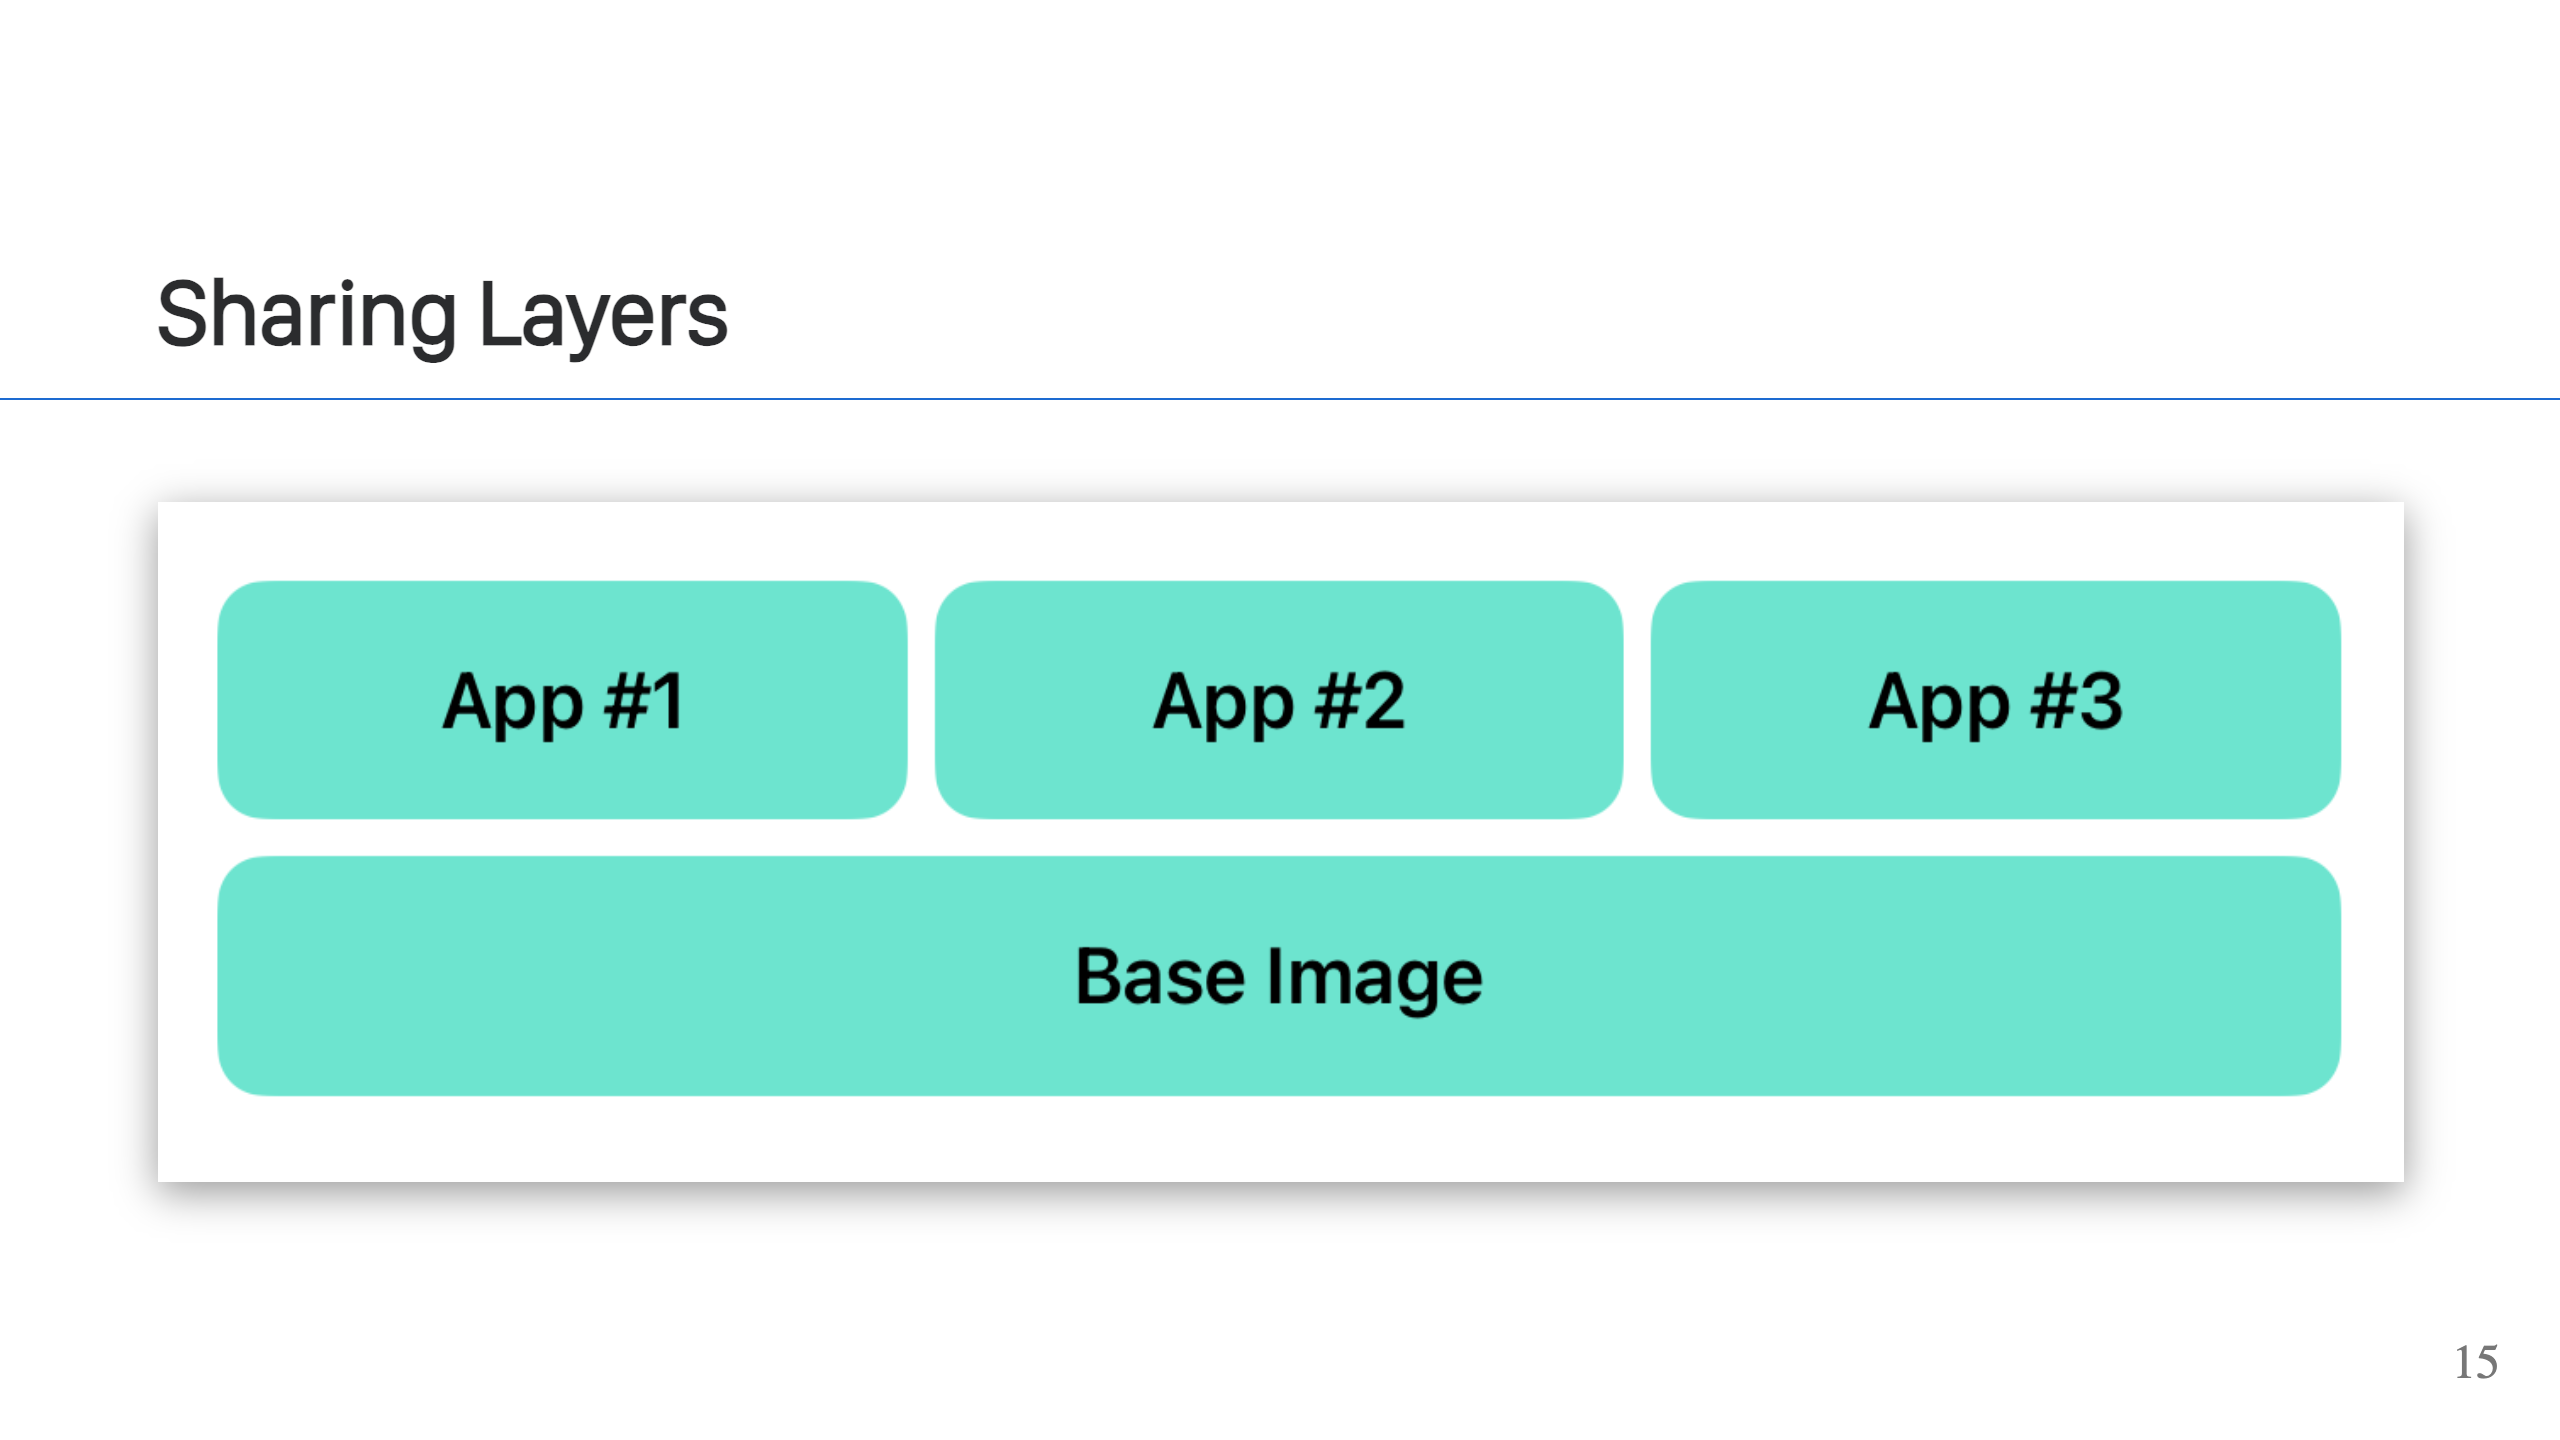 Sharing Layers
App #1
App #2
App #3
Base Image
15